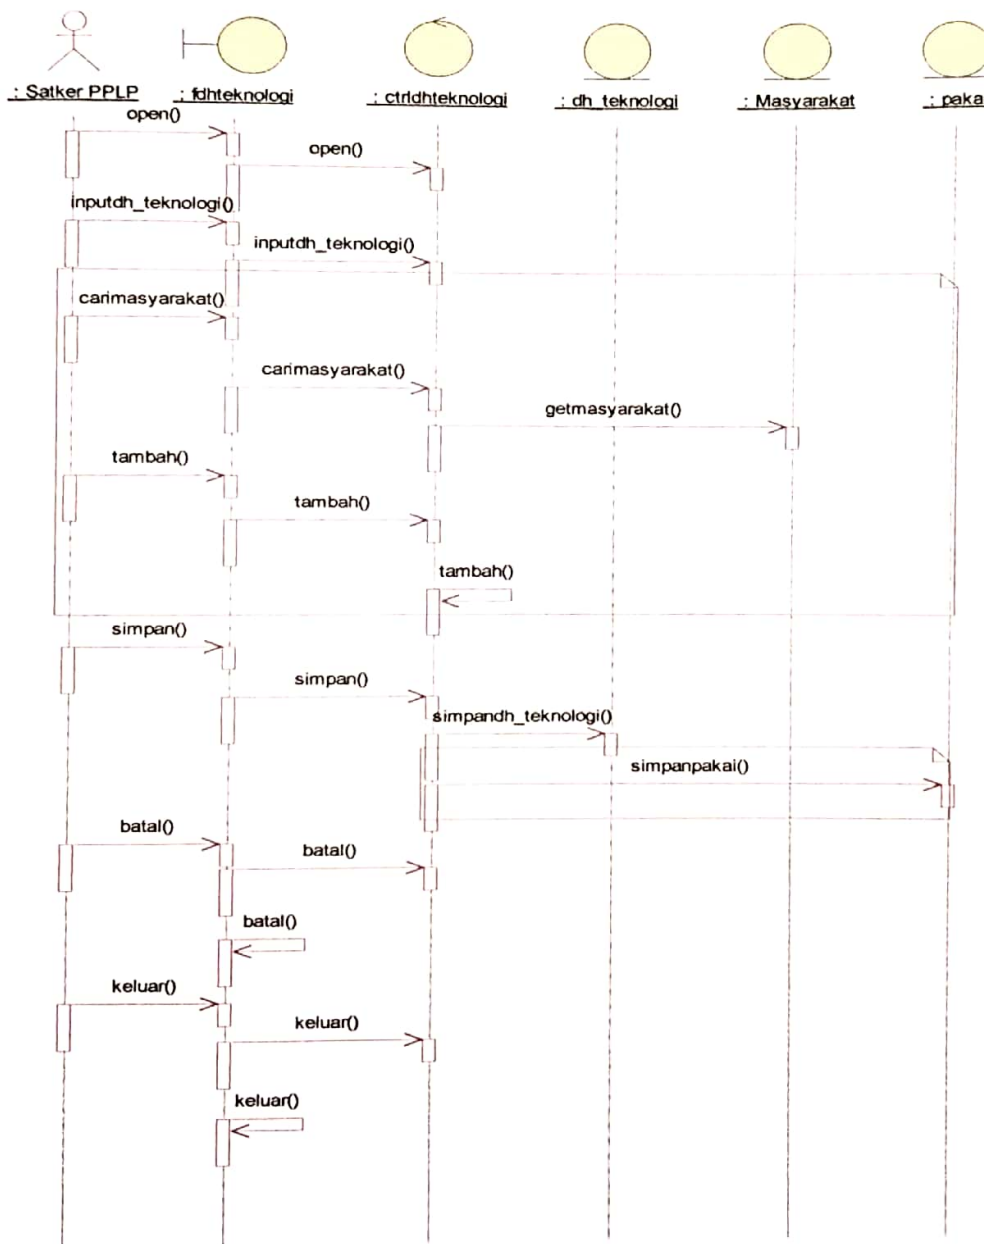 : Satker PPLP
: fdhteknologi
: ctrldhteknologi
: dh_teknologi
: Masyarakat
: paka
open()
open()
inputdh_teknologi()
inputdh_teknologi()
carimasyarakat()
carimasyarakat()
getmasyarakat()
tambah()
tambah()
tambah()
simpan()
simpan()
simpandh_teknologi()
simpanpakai()
batal()
batal()
batal()
keluar()
keluar()
keluar()